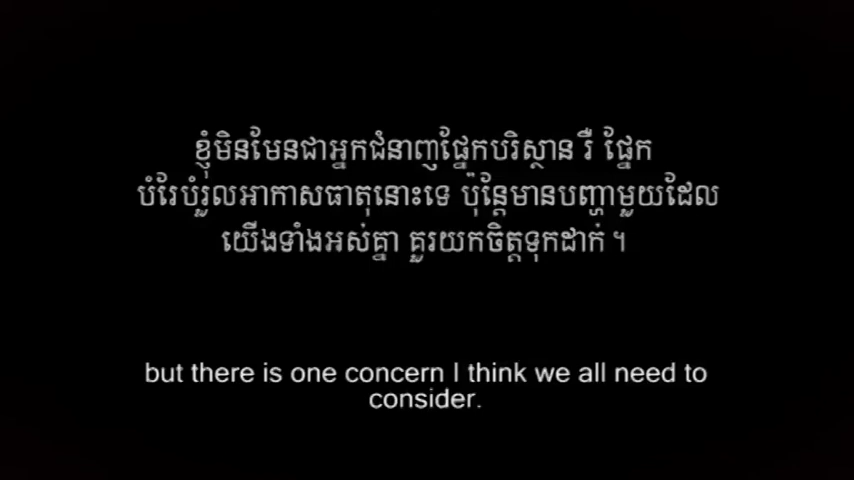 ខ្ញុំមិនមែនជាអ្នកជំនាញផ្នែកបរិស្ថាន រឺ ផ្នែក
បំរែបំរួលអាកាសធាតុនោះទេ ប៉ុន្តែមានបញ្ហាមួយដែល
យើងទាំងអស់គ្នា គួរយកចិត្តទុកដាក់ ។
but there is one concern I think we all need to
consider.